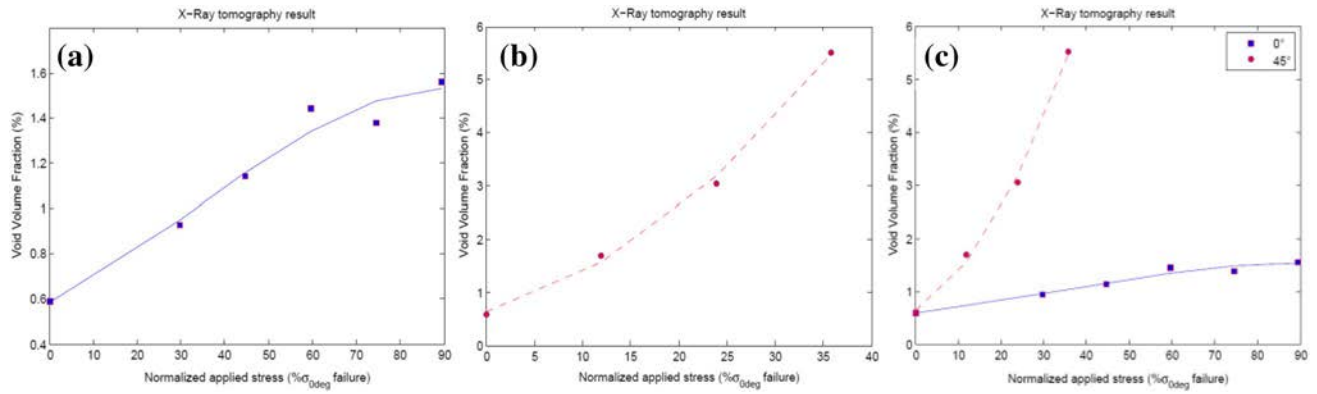 X-Ray tomography result
(a)
1.6
1.4
1.2
1
0.8
0.6
0.4
0 10 20 30 40 50 60 70 80 90
Void Volume Fraction (%)
Normalized applied stress (%σ0deg failure)
X-Ray tomography result
(b)
6
5
4
3
2
1
0
0 5 10 15 20 25 30 35 40
Void Volume Fraction (%)
Normalized applied stress (%σ0deg failure)
X-Ray tomography result
(c)
0°
45°
6
5
4
3
2
1
0
0 10 20 30 40 50 60 70 80 90
Void Volume Fraction (%)
Normalized applied stress (%σ0deg failure)